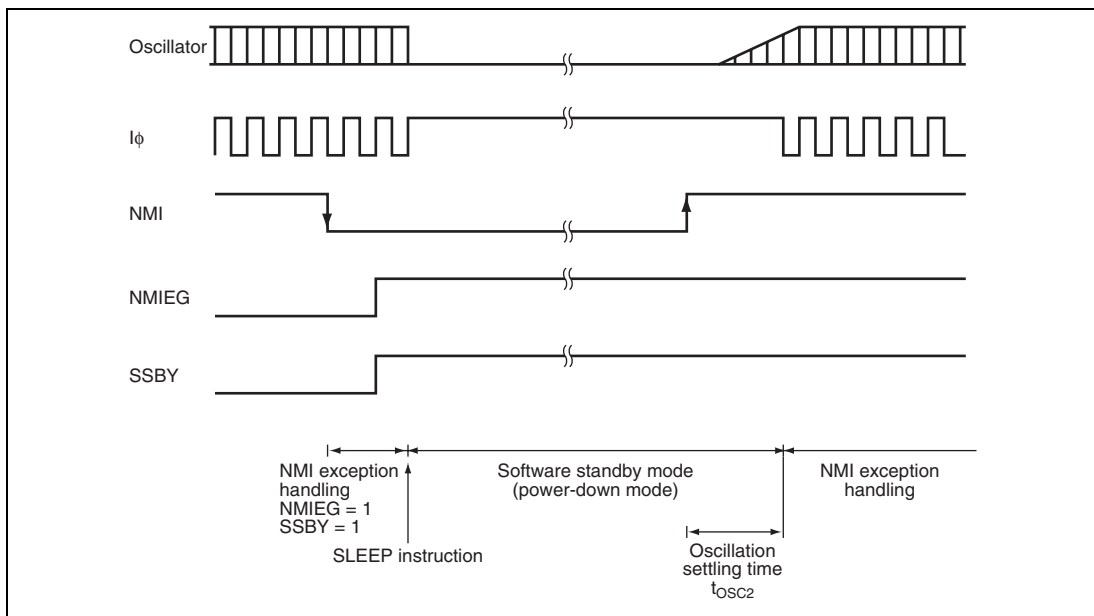 Oscillator
Iϕ
NMI
NMIEG
SSBY
NMI exception
handling
NMIEG = 1
SSBY = 1
SLEEP instruction
Software standby mode
(power-down mode)
Oscillation
settling time
tOSC2
NMI exception
handling